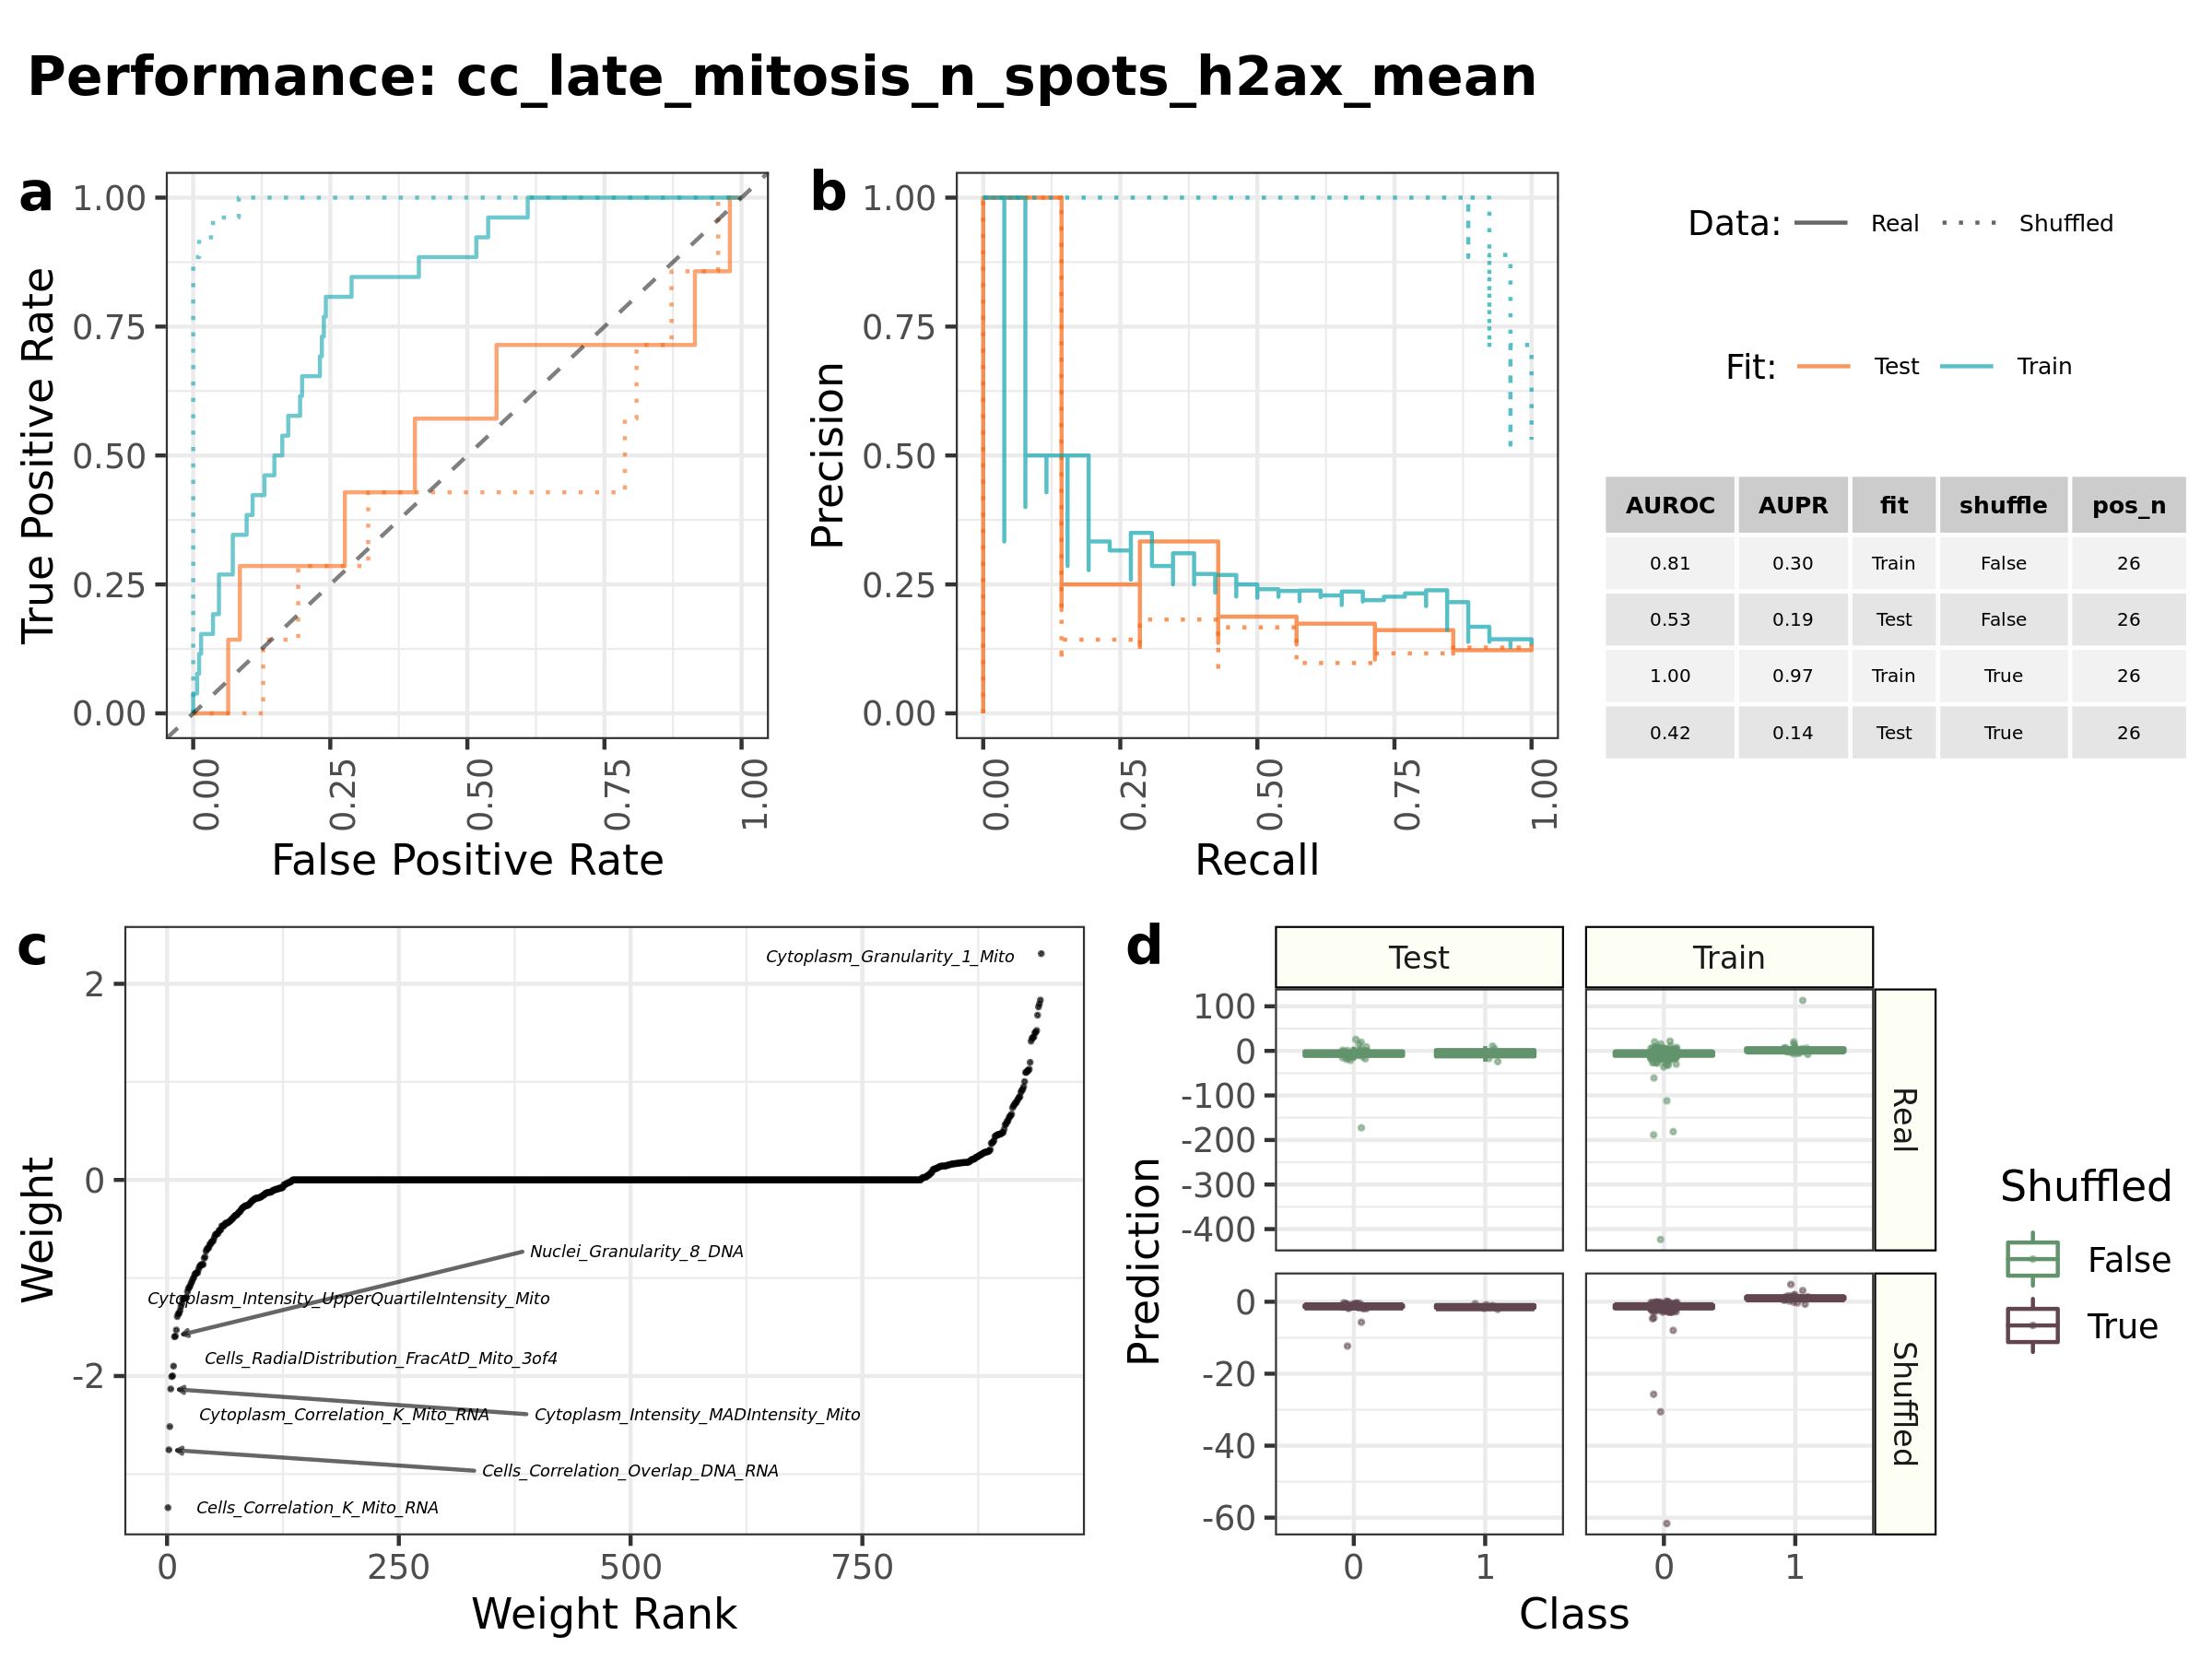 Performance: cc_late_mitosis_n_spots_h2ax_mean
a
True Positive Rate
1.00
0.75
0.50
0.25
0.00
0.00
0.25
0.50
0.75
1.00
False Positive Rate
b
Precision
1.00
0.75
0.50
0.25
0.00
0.00
0.25
0.50
0.75
1.00
Recall
Data: Real Shuffled
Fit: Test Train
AUROC AUPR fit shuffle pos_n
0.81 0.30 Train False 26
0.53 0.19 Test False 26
1.00 0.97 Train True 26
0.42 0.14 Test True 26
c
Weight
2
0
-2
Cytoplasm_Granularity_1_Mito
Nuclei_Granularity_8_DNA
Cytoplasm_Intensity_UpperQuartileIntensity_Mito
Cells_RadialDistribution_FracAtD_Mito_3of4
Cytoplasm_Correlation_K_Mito_RNA
Cytoplasm_Intensity_MADIntensity_Mito
Cells_Correlation_Overlap_DNA_RNA
Cells_Correlation_K_Mito_RNA
0 250 500 750
Weight Rank
d
Test Train
Prediction
100
0
-100
-200
-300
-400
Real
0
-20
-40
-60
Shuffled
0 1 0 1
Class
Shuffled
False
True